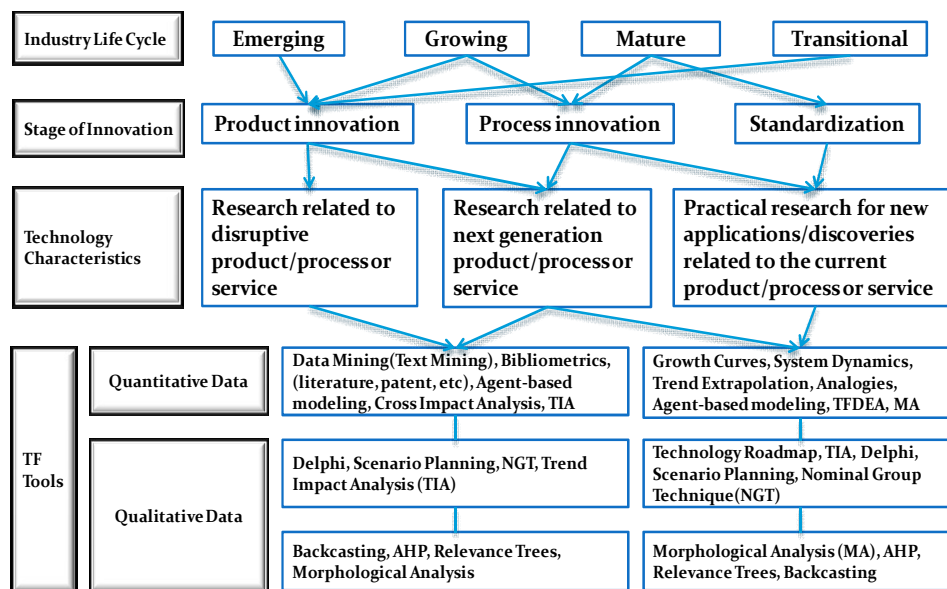 Industry Life Cycle
Emerging
Growing
Mature
Transitional
Stage of Innovation
Product innovation
Process innovation
Standardization
Technology
Characteristics
Research related to
disruptive
product/process or
service
Research related to
next generation
product/process or
service
Practical research for new
applications/discoveries
related to the current
product/process or service
TF
Tools
Quantitative Data
Data Mining(Text Mining), Bibliometrics,
(literature, patent, etc), Agent-based
modeling, Cross Impact Analysis, TIA
Growth Curves, System Dynamics,
Trend Extrapolation, Analogies,
Agent-based modeling, TFDEA, MA
Qualitative Data
Delphi, Scenario Planning, NGT, Trend
Impact Analysis (TIA)
Technology Roadmap, TIA, Delphi,
Scenario Planning, Nominal Group
Technique(NGT)
Backcasting, AHP, Relevance Trees,
Morphological Analysis
Morphological Analysis (MA), AHP,
Relevance Trees, Backcasting